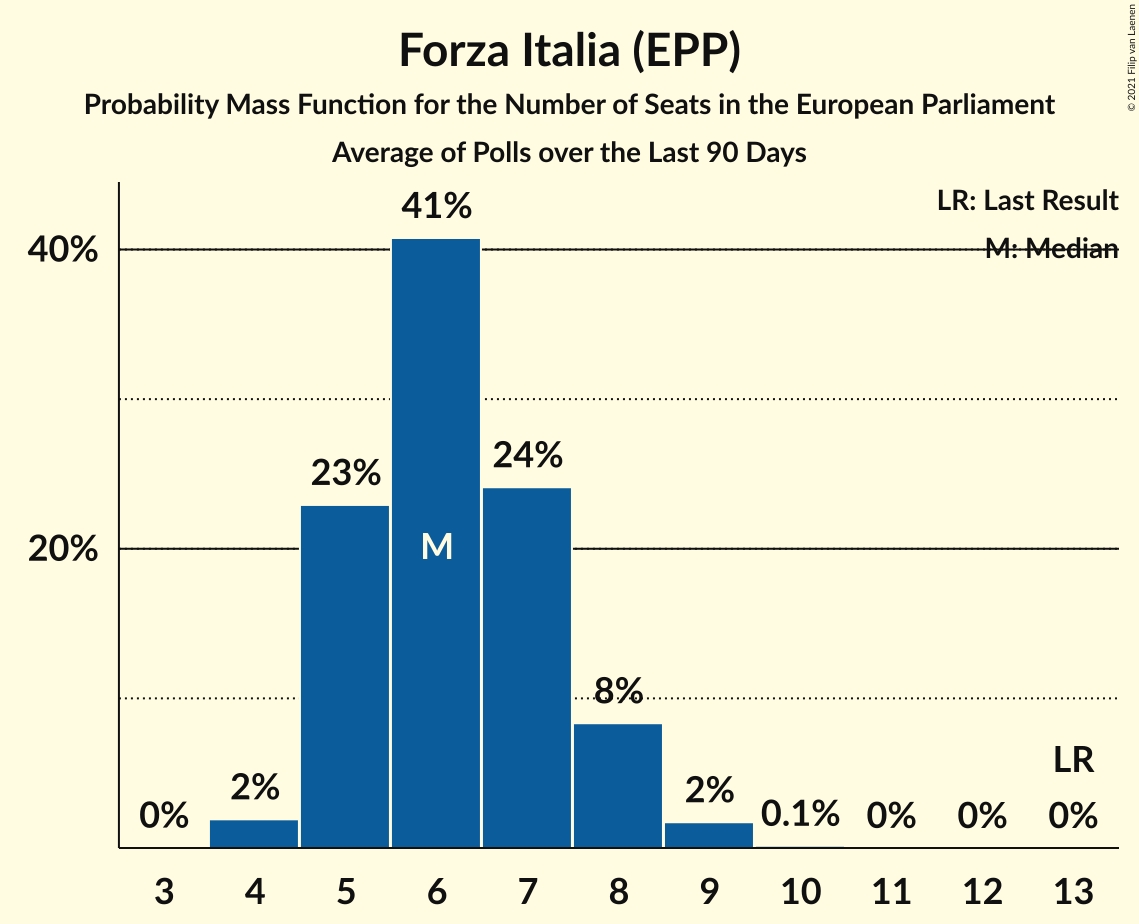 Forza Italia (EPP)
Probability Mass Function for the Number of Seats in the European Parliament
Average of Polls over the Last 90 Days
© 2021 Filip van Laenen
LR: Last Result
M: Median
40%
20%
0%
2%
23%
41%
M
24%
8%
2%
0.1%
0%
0%
LR
0%
3 4 5 6 7 8 9 10 11 12 13